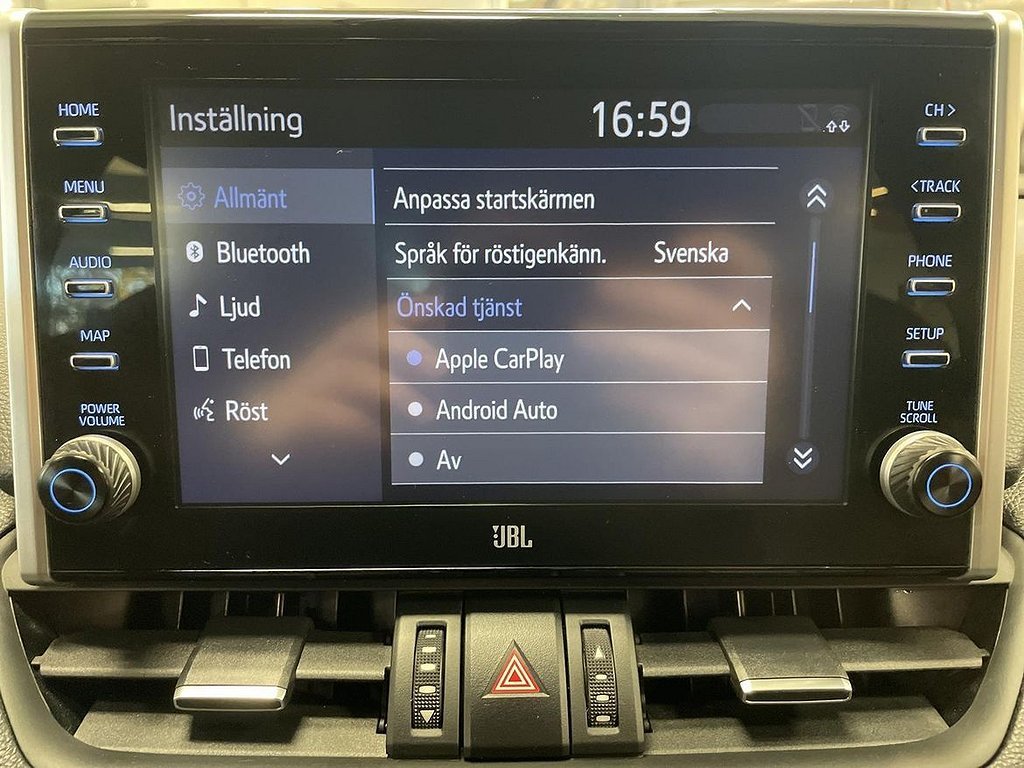 HOME
MENU
AUDIO
MAP
POWER
VOLUME
Inställning
16:59
Allmänt
Bluetooth
Ljud
Telefon
Röst
Anpassa startskärmen
Språk för röstigenkänn. Svenska
Önskad tjänst
Apple CarPlay
Android Auto
Av
CH>
<TRACK
PHONE
SETUP
TUNE
SCROLL
JBL